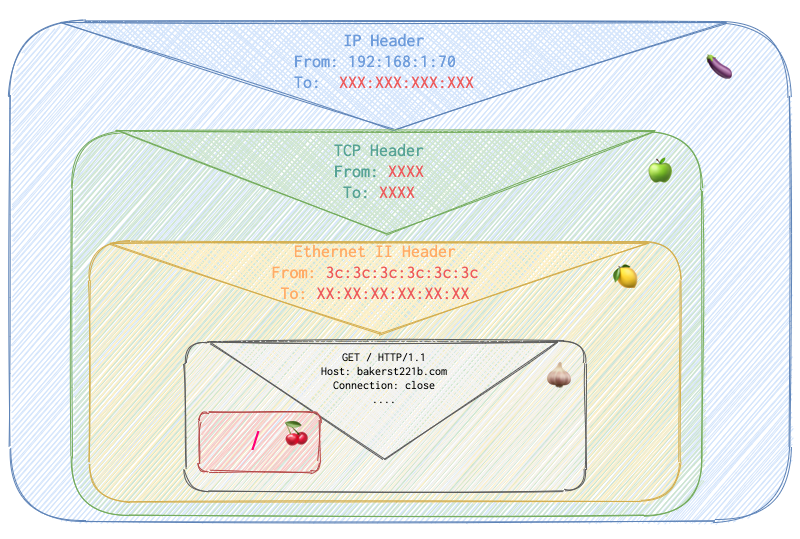 IP Header
From: 192:168:1:70
To: XXX:XXX:XXX:XXX
TCP Header
From: XXXX
To: XXXX
Ethernet II Header
From: 3c:3c:3c:3c:3c:3c
To: XX:XX:XX:XX:XX:XX
GET / HTTP/1.1
Host: bakerst221b.com
Connection: close
....
/